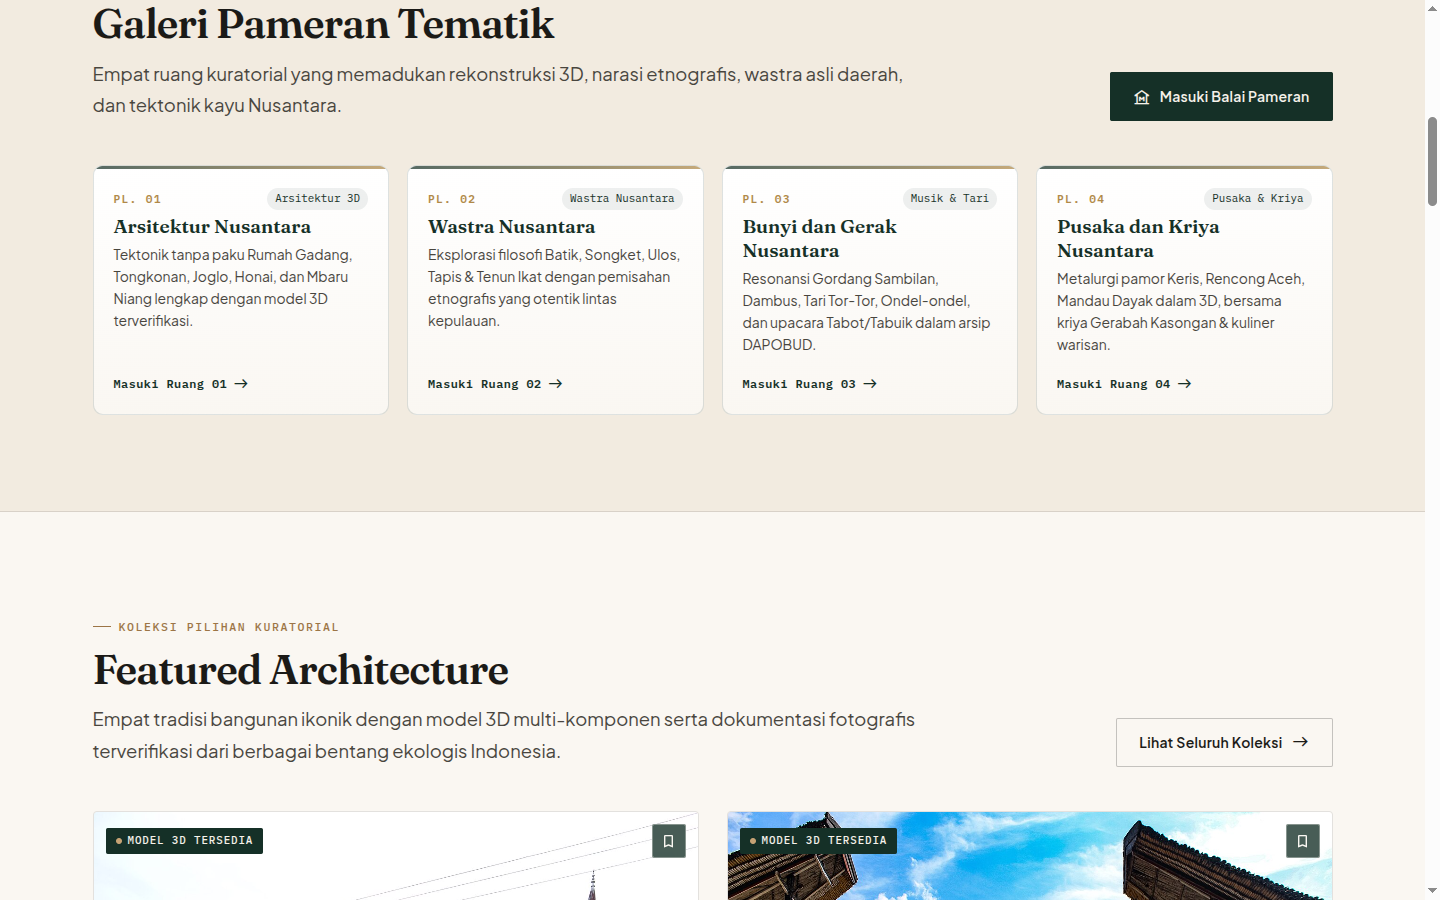 Galeri Pameran Tematik
Empat ruang kuratorial yang memadukan rekonstruksi 3D, narasi etnografis, wastra asli daerah,
dan tektonik kayu Nusantara.
Masuki Balai Pameran
PL. 01
Arsitektur 3D
Arsitektur Nusantara
Tektonik tanpa paku Rumah Gadang,
Tongkonan, Joglo, Honai, dan Mbaru
Niang lengkap dengan model 3D
terverifikasi.
Masuki Ruang 01
PL. 02
Wastra Nusantara
Wastra Nusantara
Eksplorasi filosofi Batik, Songket, Ulos,
Tapis & Tenun Ikat dengan pemisahan
etnografis yang otentik lintas
kepulauan.
Masuki Ruang 02
PL. 03
Musik & Tari
Bunyi dan Gerak
Nusantara
Resonansi Gordang Sambilan,
Dambus, Tari Tor-Tor, Ondel-ondel,
dan upacara Tabot/Tabuik dalam arsip
DAPOBUD.
Masuki Ruang 03
PL. 04
Pusaka & Kriya
Pusaka dan Kriya
Nusantara
Metalurgi pamor Keris, Rencong Aceh,
Mandau Dayak dalam 3D, bersama
kriya Gerabah Kasongan & kuliner
warisan.
Masuki Ruang 04
KOLEKSI PILIHAN KURATORIAL
Featured Architecture
Empat tradisi bangunan ikonik dengan model 3D multi-komponen serta dokumentasi fotografis
terverifikasi dari berbagai bentang ekologis Indonesia.
Lihat Seluruh Koleksi
MODEL 3D TERSEDIA
MODEL 3D TERSEDIA